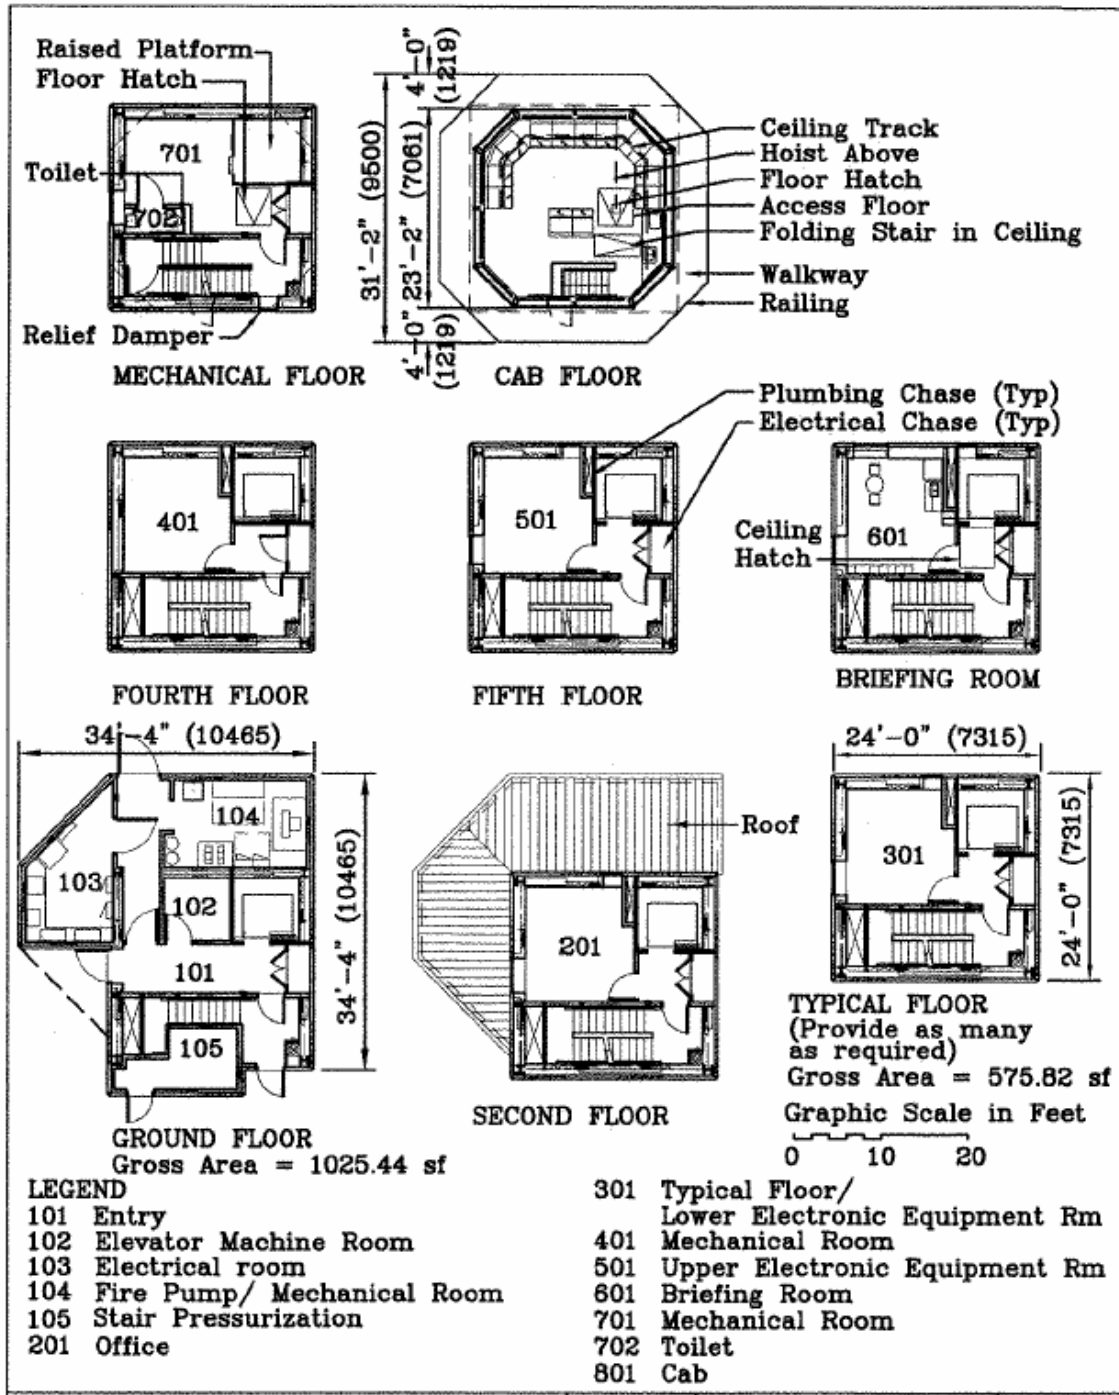 Raised Platform
Floor Hatch
Toilet
701
702
Relief Damper
MECHANICAL FLOOR
4'-0"
(1219)
31'-2" (9500)
23'-2" (7061)
4'-0"
(1219)
Ceiling Track
Hoist Above
Floor Hatch
Access Floor
Folding Stair in Ceiling
Walkway
Railing
CAB FLOOR
Plumbing Chase (Typ)
Electrical Chase (Typ)
401
FOURTH FLOOR
501
FIFTH FLOOR
Ceiling
Hatch
601
BRIEFING ROOM
34'-4" (10465)
104
103
102
101
105
34'-4" (10465)
GROUND FLOOR
Gross Area = 1025.44 sf
Roof
201
SECOND FLOOR
24'-0" (7315)
301
24'-0" (7315)
TYPICAL FLOOR
(Provide as many
as required)
Gross Area = 575.82 sf
Graphic Scale in Feet
0 10 20
LEGEND
101 Entry
102 Elevator Machine Room
103 Electrical room
104 Fire Pump/ Mechanical Room
105 Stair Pressurization
201 Office
301 Typical Floor/
Lower Electronic Equipment Rm
401 Mechanical Room
501 Upper Electronic Equipment Rm
601 Briefing Room
701 Mechanical Room
702 Toilet
801 Cab